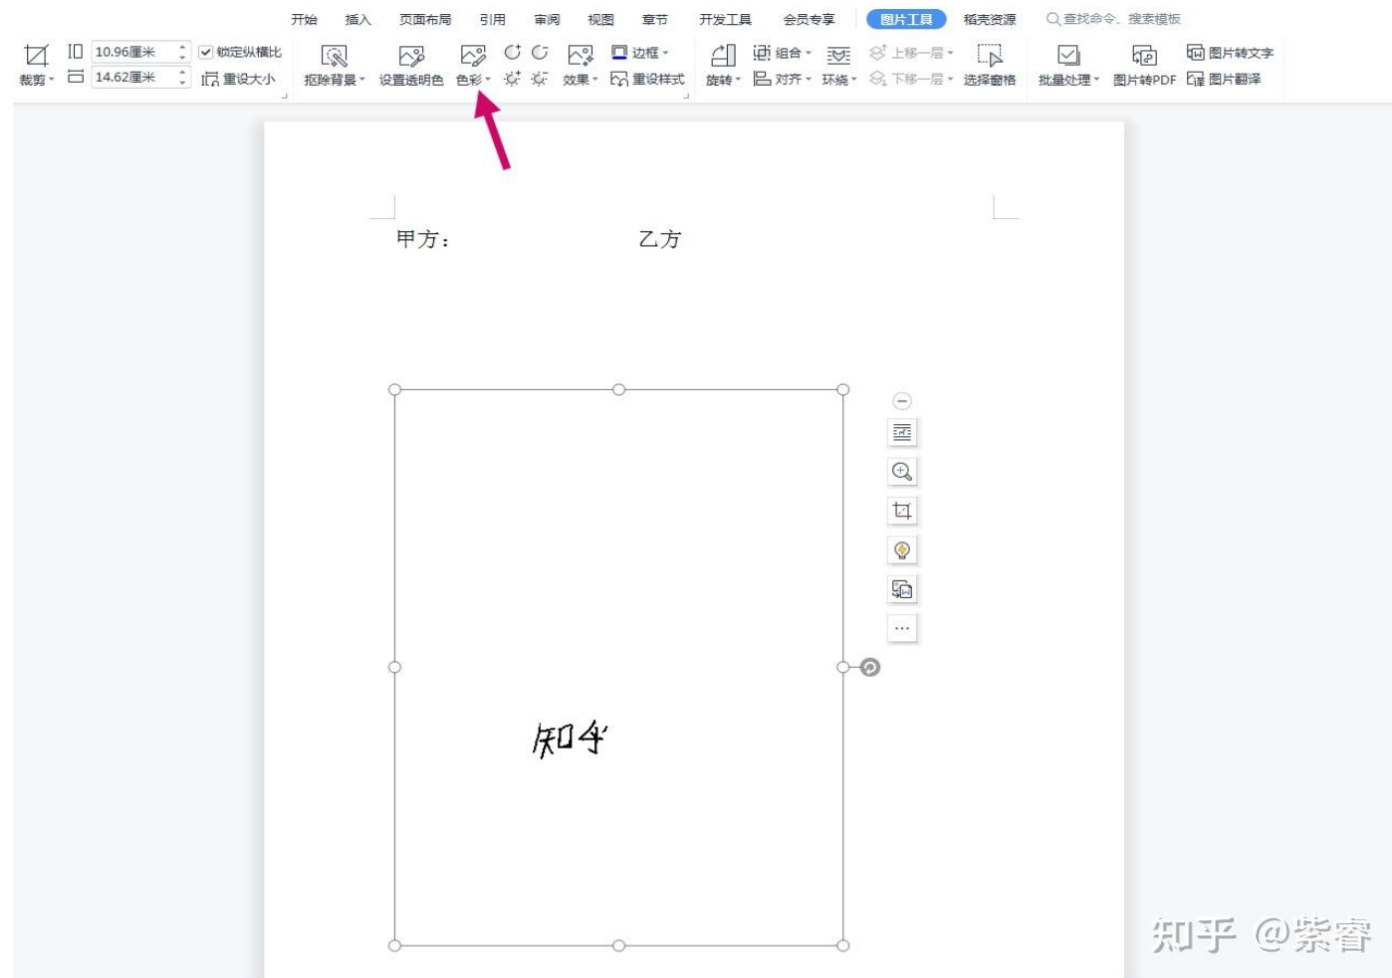 开始 插入 页面布局 引用 审阅 视图 章节 开发工具 会员专享 图片工具 稻壳资源 查找命令、搜索模板
10.96厘米 锁定纵横比 边框 组合 上移一层 图片转文字
裁剪 14.62厘米 重设大小 抠除背景 设置透明色 色彩 效果 重设样式 旋转 对齐 环绕 下移一层 选择窗格 批量处理 图片转PDF 图片翻译
甲方： 乙方
知乎
知乎 @紫睿